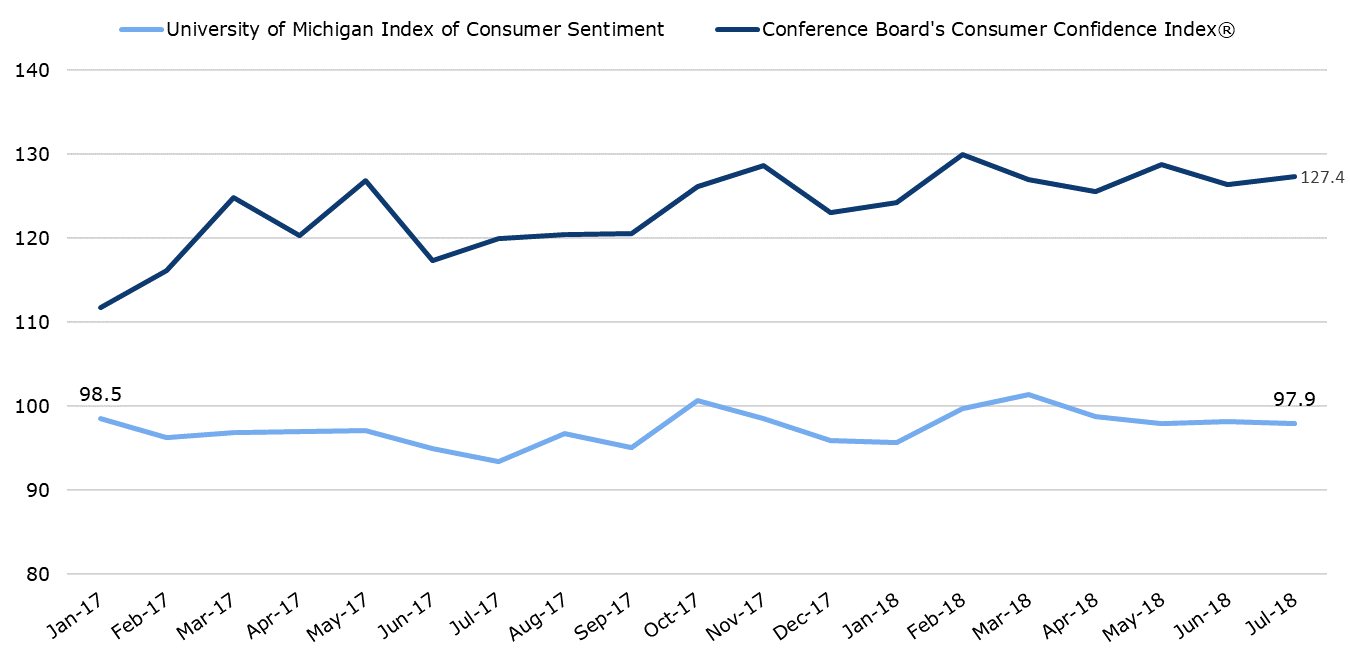 University of Michigan Index of Consumer Sentiment
Conference Board's Consumer Confidence Index®
140
130
127.4
120
110
98.5
100
97.9
90
80
Jan-17
Feb-17
Mar-17
Apr-17
May-17
Jun-17
Jul-17
Aug-17
Sep-17
Oct-17
Nov-17
Dec-17
Jan-18
Feb-18
Mar-18
Apr-18
May-18
Jun-18
Jul-18